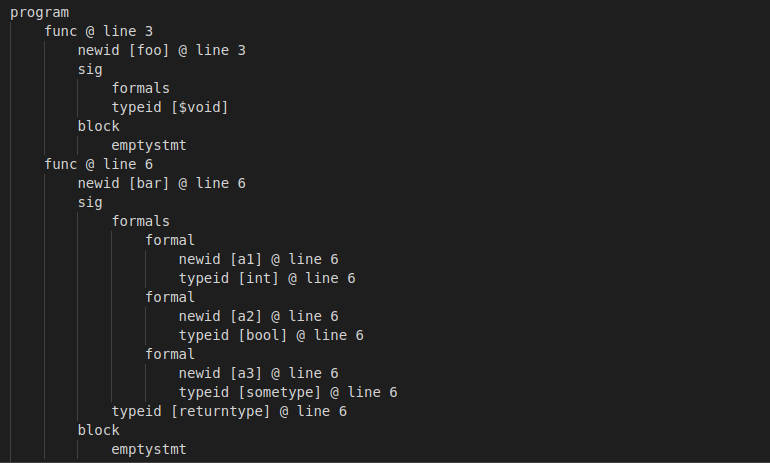 program
    func @ line 3
        newid [foo] @ line 3
        sig
            formals
            typeid [$void]
        block
            emptystmt
    func @ line 6
        newid [bar] @ line 6
        sig
            formals
                formal
                    newid [a1] @ line 6
                    typeid [int] @ line 6
                formal
                    newid [a2] @ line 6
                    typeid [bool] @ line 6
                formal
                    newid [a3] @ line 6
                    typeid [sometype] @ line 6
            typeid [returntype] @ line 6
        block
            emptystmt